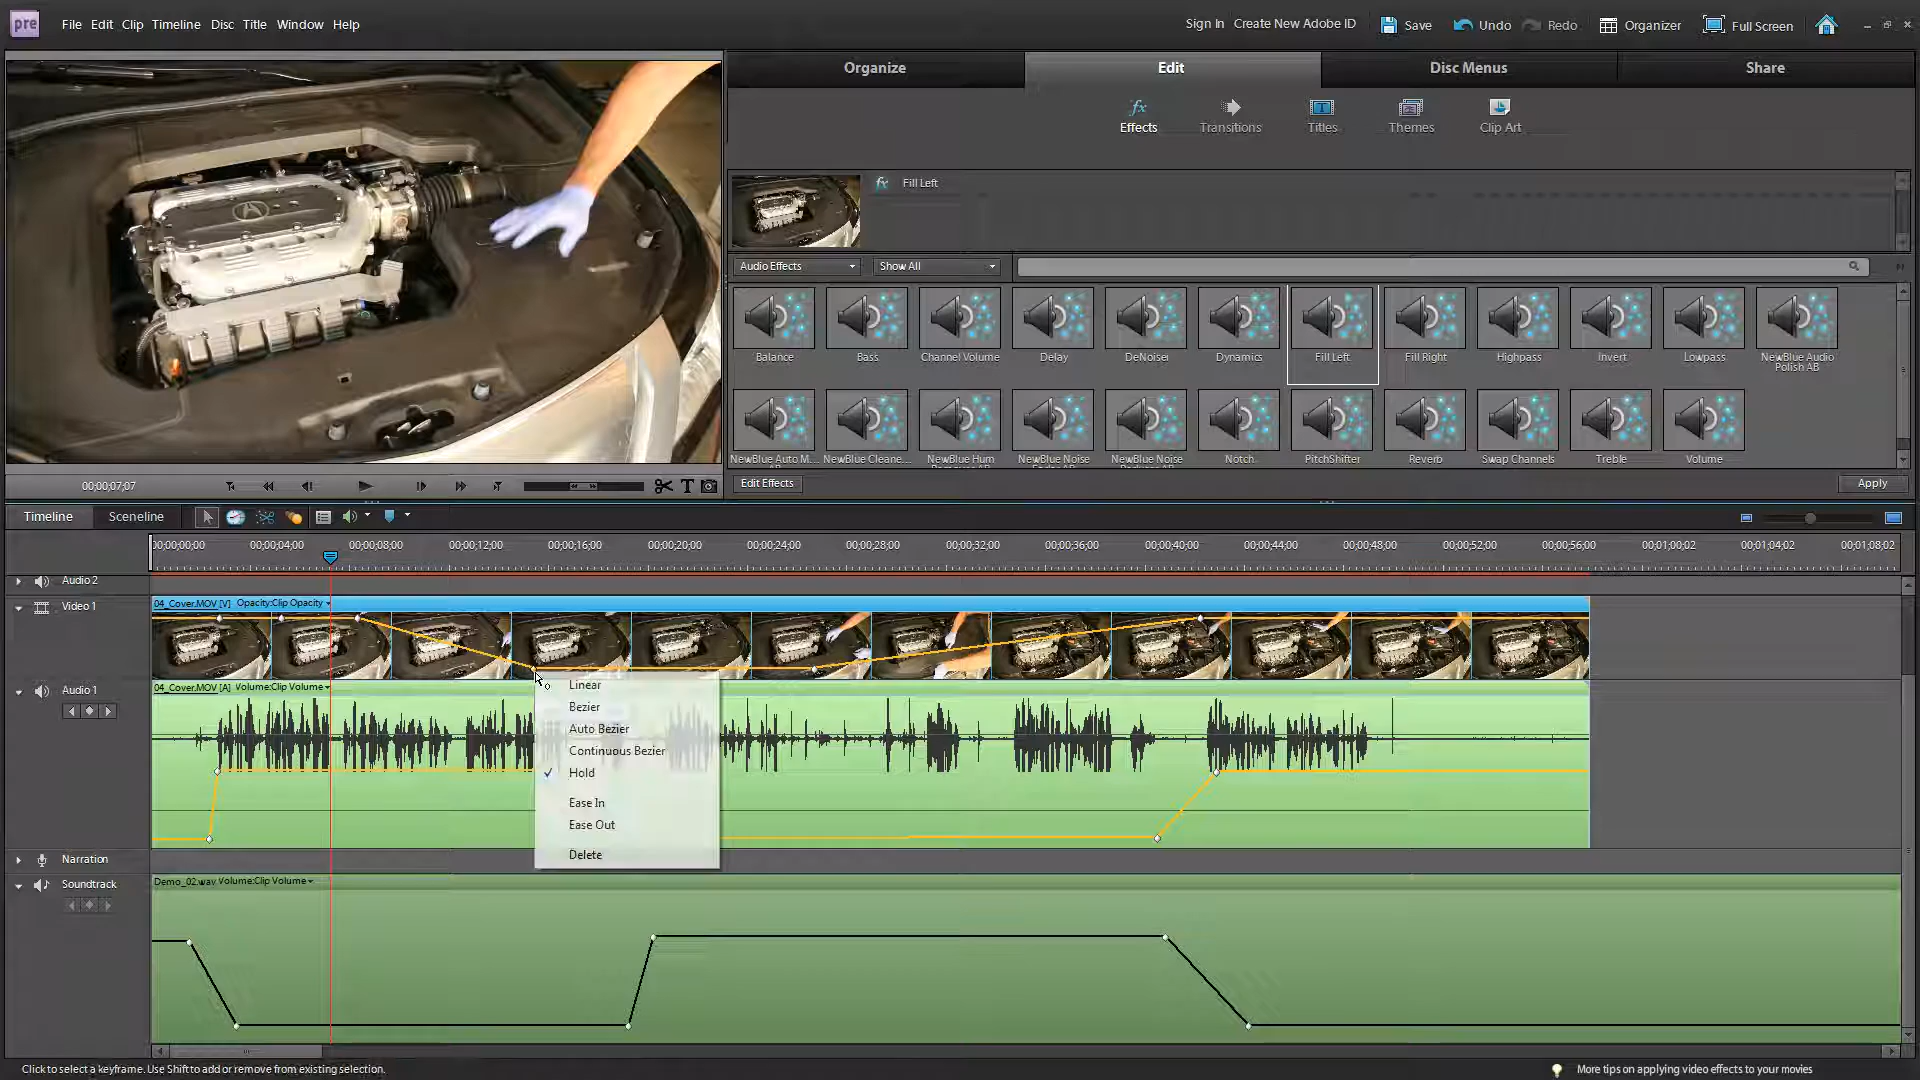 pre File Edit Clip Timeline Disc Title Window Help Sign In Create New Adobe ID Save Undo Redo Organizer Full Screen
Organize Edit Disc Menus Share
fx
Effects Transitions Titles Themes Clip Art
fx Fill Left
Audio Effects Show All
Balance Bass Channel Volume Delay DeNoiser Dynamics Fill Left Fill Right Highpass Invert Lowpass NewBlue Audio
Polish AB
NewBlue Auto M... NewBlue Cleane... NewBlue Hum NewBlue Noise NewBlue Noise Notch PitchShifter Reverb Swap Channels Treble Volume
00;00;07;07 Edit Effects Apply
Timeline Sceneline
00;00;00;00 00;00;04;00 00;00;08;00 00;00;12;00 00;00;16;00 00;00;20;00 00;00;24;00 00;00;28;00 00;00;32;00 00;00;36;00 00;00;40;00 00;00;44;00 00;00;48;00 00;00;52;00 00;00;56;00 00;01;00;02 00;01;04;02 00;01;08;02
Audio 2
Video 1 04_Cover.MOV [V] Opacity:Clip Opacity
Audio 1 04_Cover.MOV [A] Volume:Clip Volume
Linear
Bezier
Auto Bezier
Continuous Bezier
Hold
Ease In
Ease Out
Delete
Narration
Soundtrack Demo_02.wav Volume:Clip Volume
Click to select a keyframe. Use Shift to add or remove from existing selection. More tips on applying video effects to your movies